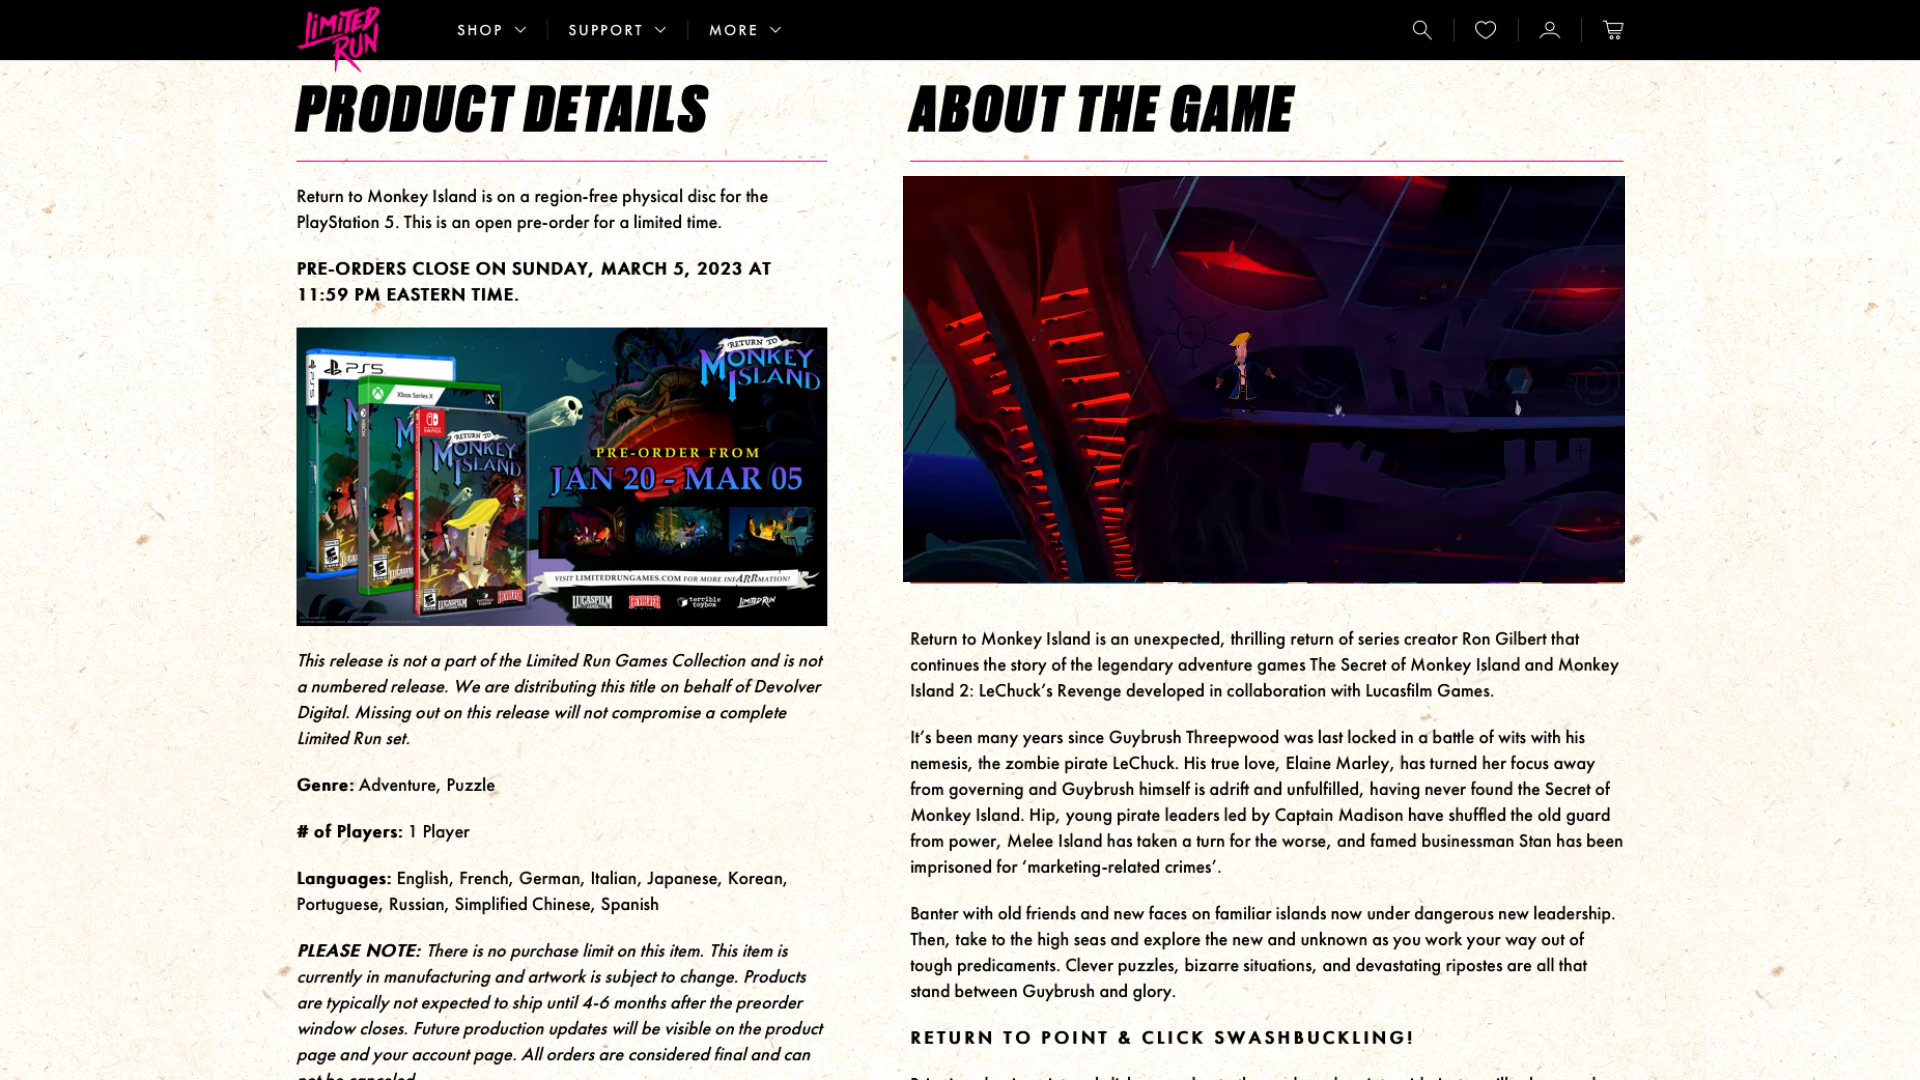 LIMITED RUN
SHOP
SUPPORT
MORE
PRODUCT DETAILS
Return to Monkey Island is on a region-free physical disc for the
PlayStation 5. This is an open pre-order for a limited time.
PRE-ORDERS CLOSE ON SUNDAY, MARCH 5, 2023 AT
11:59 PM EASTERN TIME.
PS5
PS5
Xbox Series X
X
RETURN TO
MONKEY
ISLAND
RETURN TO
MONKEY
ISLAND
PRE-ORDER FROM
JAN 20 - MAR 05
VISIT LIMITEDRUNGAMES.COM FOR MORE INFARRMATION!
LUCASFILM
GAMES
DEVOLVER
terrible
toybox
LIMITED RUN
This release is not a part of the Limited Run Games Collection and is not
a numbered release. We are distributing this title on behalf of Devolver
Digital. Missing out on this release will not compromise a complete
Limited Run set.
Genre: Adventure, Puzzle
# of Players: 1 Player
Languages: English, French, German, Italian, Japanese, Korean,
Portuguese, Russian, Simplified Chinese, Spanish
PLEASE NOTE: There is no purchase limit on this item. This item is
currently in manufacturing and artwork is subject to change. Products
are typically not expected to ship until 4-6 months after the preorder
window closes. Future production updates will be visible on the product
page and your account page. All orders are considered final and can
not be canceled.
ABOUT THE GAME
Return to Monkey Island is an unexpected, thrilling return of series creator Ron Gilbert that
continues the story of the legendary adventure games The Secret of Monkey Island and Monkey
Island 2: LeChuck’s Revenge developed in collaboration with Lucasfilm Games.
It’s been many years since Guybrush Threepwood was last locked in a battle of wits with his
nemesis, the zombie pirate LeChuck. His true love, Elaine Marley, has turned her focus away
from governing and Guybrush himself is adrift and unfulfilled, having never found the Secret of
Monkey Island. Hip, young pirate leaders led by Captain Madison have shuffled the old guard
from power, Melee Island has taken a turn for the worse, and famed businessman Stan has been
imprisoned for ‘marketing-related crimes’.
Banter with old friends and new faces on familiar islands now under dangerous new leadership.
Then, take to the high seas and explore the new and unknown as you work your way out of
tough predicaments. Clever puzzles, bizarre situations, and devastating ripostes are all that
stand between Guybrush and glory.
RETURN TO POINT & CLICK SWASHBUCKLING!